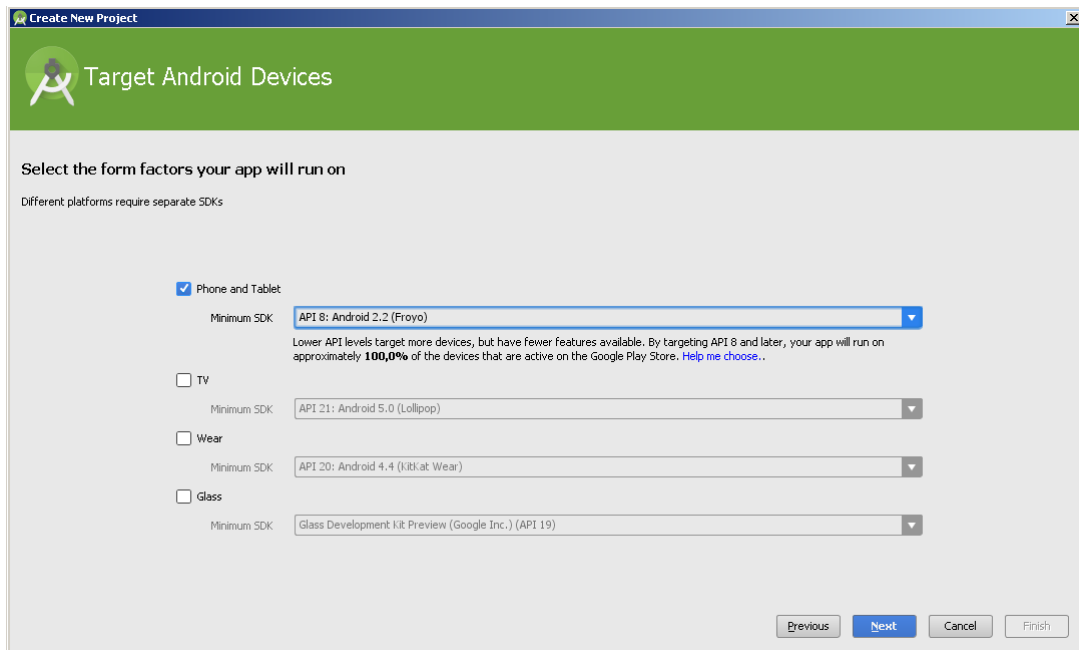 Create New Project
Target Android Devices
Select the form factors your app will run on
Different platforms require separate SDKs
Phone and Tablet
Minimum SDK API 8: Android 2.2 (Froyo)
Lower API levels target more devices, but have fewer features available. By targeting API 8 and later, your app will run on
approximately 100,0% of the devices that are active on the Google Play Store. Help me choose..
TV
Minimum SDK API 21: Android 5.0 (Lollipop)
Wear
Minimum SDK API 20: Android 4.4 (KitKat Wear)
Glass
Minimum SDK Glass Development Kit Preview (Google Inc.) (API 19)
Previous Next Cancel Finish